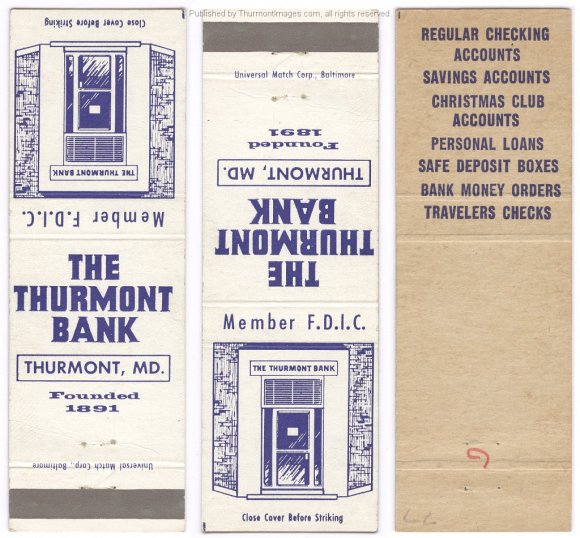 Published by ThurmontImages.com, all rights reserved.
Close Cover Before Striking
THE THURMONT BANK
Member F.D.I.C.
THE
THURMONT
BANK
THURMONT, MD.
Founded
1891
Universal Match Corp., Baltimore
Universal Match Corp., Baltimore
Founded
1891
THURMONT, MD.
THE
THURMONT
BANK
Member F.D.I.C.
THE THURMONT BANK
Close Cover Before Striking
REGULAR CHECKING
ACCOUNTS
SAVINGS ACCOUNTS
CHRISTMAS CLUB
ACCOUNTS
PERSONAL LOANS
SAFE DEPOSIT BOXES
BANK MONEY ORDERS
TRAVELERS CHECKS